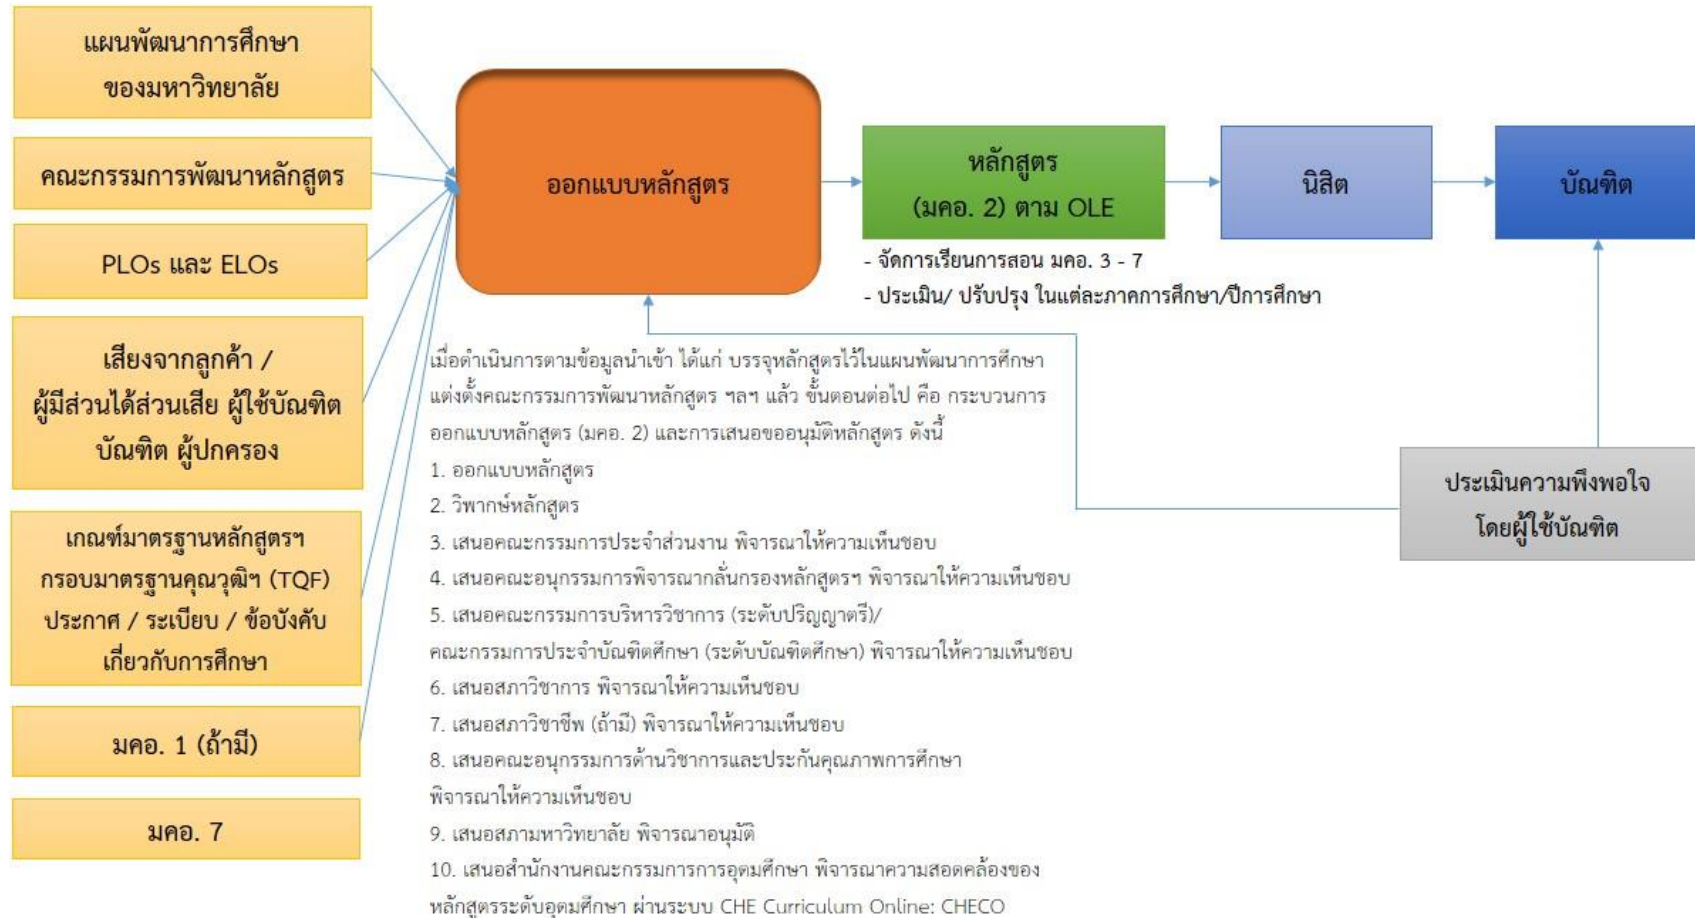 แผนพัฒนาการศึกษา
ของมหาวิทยาลัย
คณะกรรมการพัฒนาหลักสูตร
PLOs และ ELOs
เสียงจากลูกค้า /
ผู้มีส่วนได้ส่วนเสีย ผู้ใช้บัณฑิต
บัณฑิต ผู้ปกครอง
เกณฑ์มาตรฐานหลักสูตรฯ
กรอบมาตรฐานคุณวุฒิฯ (TQF)
ประกาศ / ระเบียบ / ข้อบังคับ
เกี่ยวกับการศึกษา
มคอ. 1 (ถ้ามี)
มคอ. 7
ออกแบบหลักสูตร
หลักสูตร
(มคอ. 2) ตาม OLE
- จัดการเรียนการสอน มคอ. 3 - 7
- ประเมิน/ ปรับปรุง ในแต่ละภาคการศึกษา/ปีการศึกษา
นิสิต
บัณฑิต
ประเมินความพึงพอใจ
โดยผู้ใช้บัณฑิต
เมื่อดำเนินการตามข้อมูลนำเข้า ได้แก่ บรรจุหลักสูตรไว้ในแผนพัฒนาการศึกษา
แต่งตั้งคณะกรรมการพัฒนาหลักสูตร ฯลฯ แล้ว ขั้นตอนต่อไป คือ กระบวนการ
ออกแบบหลักสูตร (มคอ. 2) และการเสนอขออนุมัติหลักสูตร ดังนี้
1. ออกแบบหลักสูตร
2. วิพากษ์หลักสูตร
3. เสนอคณะกรรมการประจำส่วนงาน พิจารณาให้ความเห็นชอบ
4. เสนอคณะอนุกรรมการพิจารณากลั่นกรองหลักสูตรฯ พิจารณาให้ความเห็นชอบ
5. เสนอคณะกรรมการบริหารวิชาการ (ระดับปริญญาตรี)/
คณะกรรมการประจำบัณฑิตศึกษา (ระดับบัณฑิตศึกษา) พิจารณาให้ความเห็นชอบ
6. เสนอสภาวิชาการ พิจารณาให้ความเห็นชอบ
7. เสนอสภาวิชาชีพ (ถ้ามี) พิจารณาให้ความเห็นชอบ
8. เสนอคณะอนุกรรมการด้านวิชาการและประกันคุณภาพการศึกษา
พิจารณาให้ความเห็นชอบ
9. เสนอสภามหาวิทยาลัย พิจารณาอนุมัติ
10. เสนอสำนักงานคณะกรรมการการอุดมศึกษา พิจารณาความสอดคล้องของ
หลักสูตรระดับอุดมศึกษา ผ่านระบบ CHE Curriculum Online: CHECO